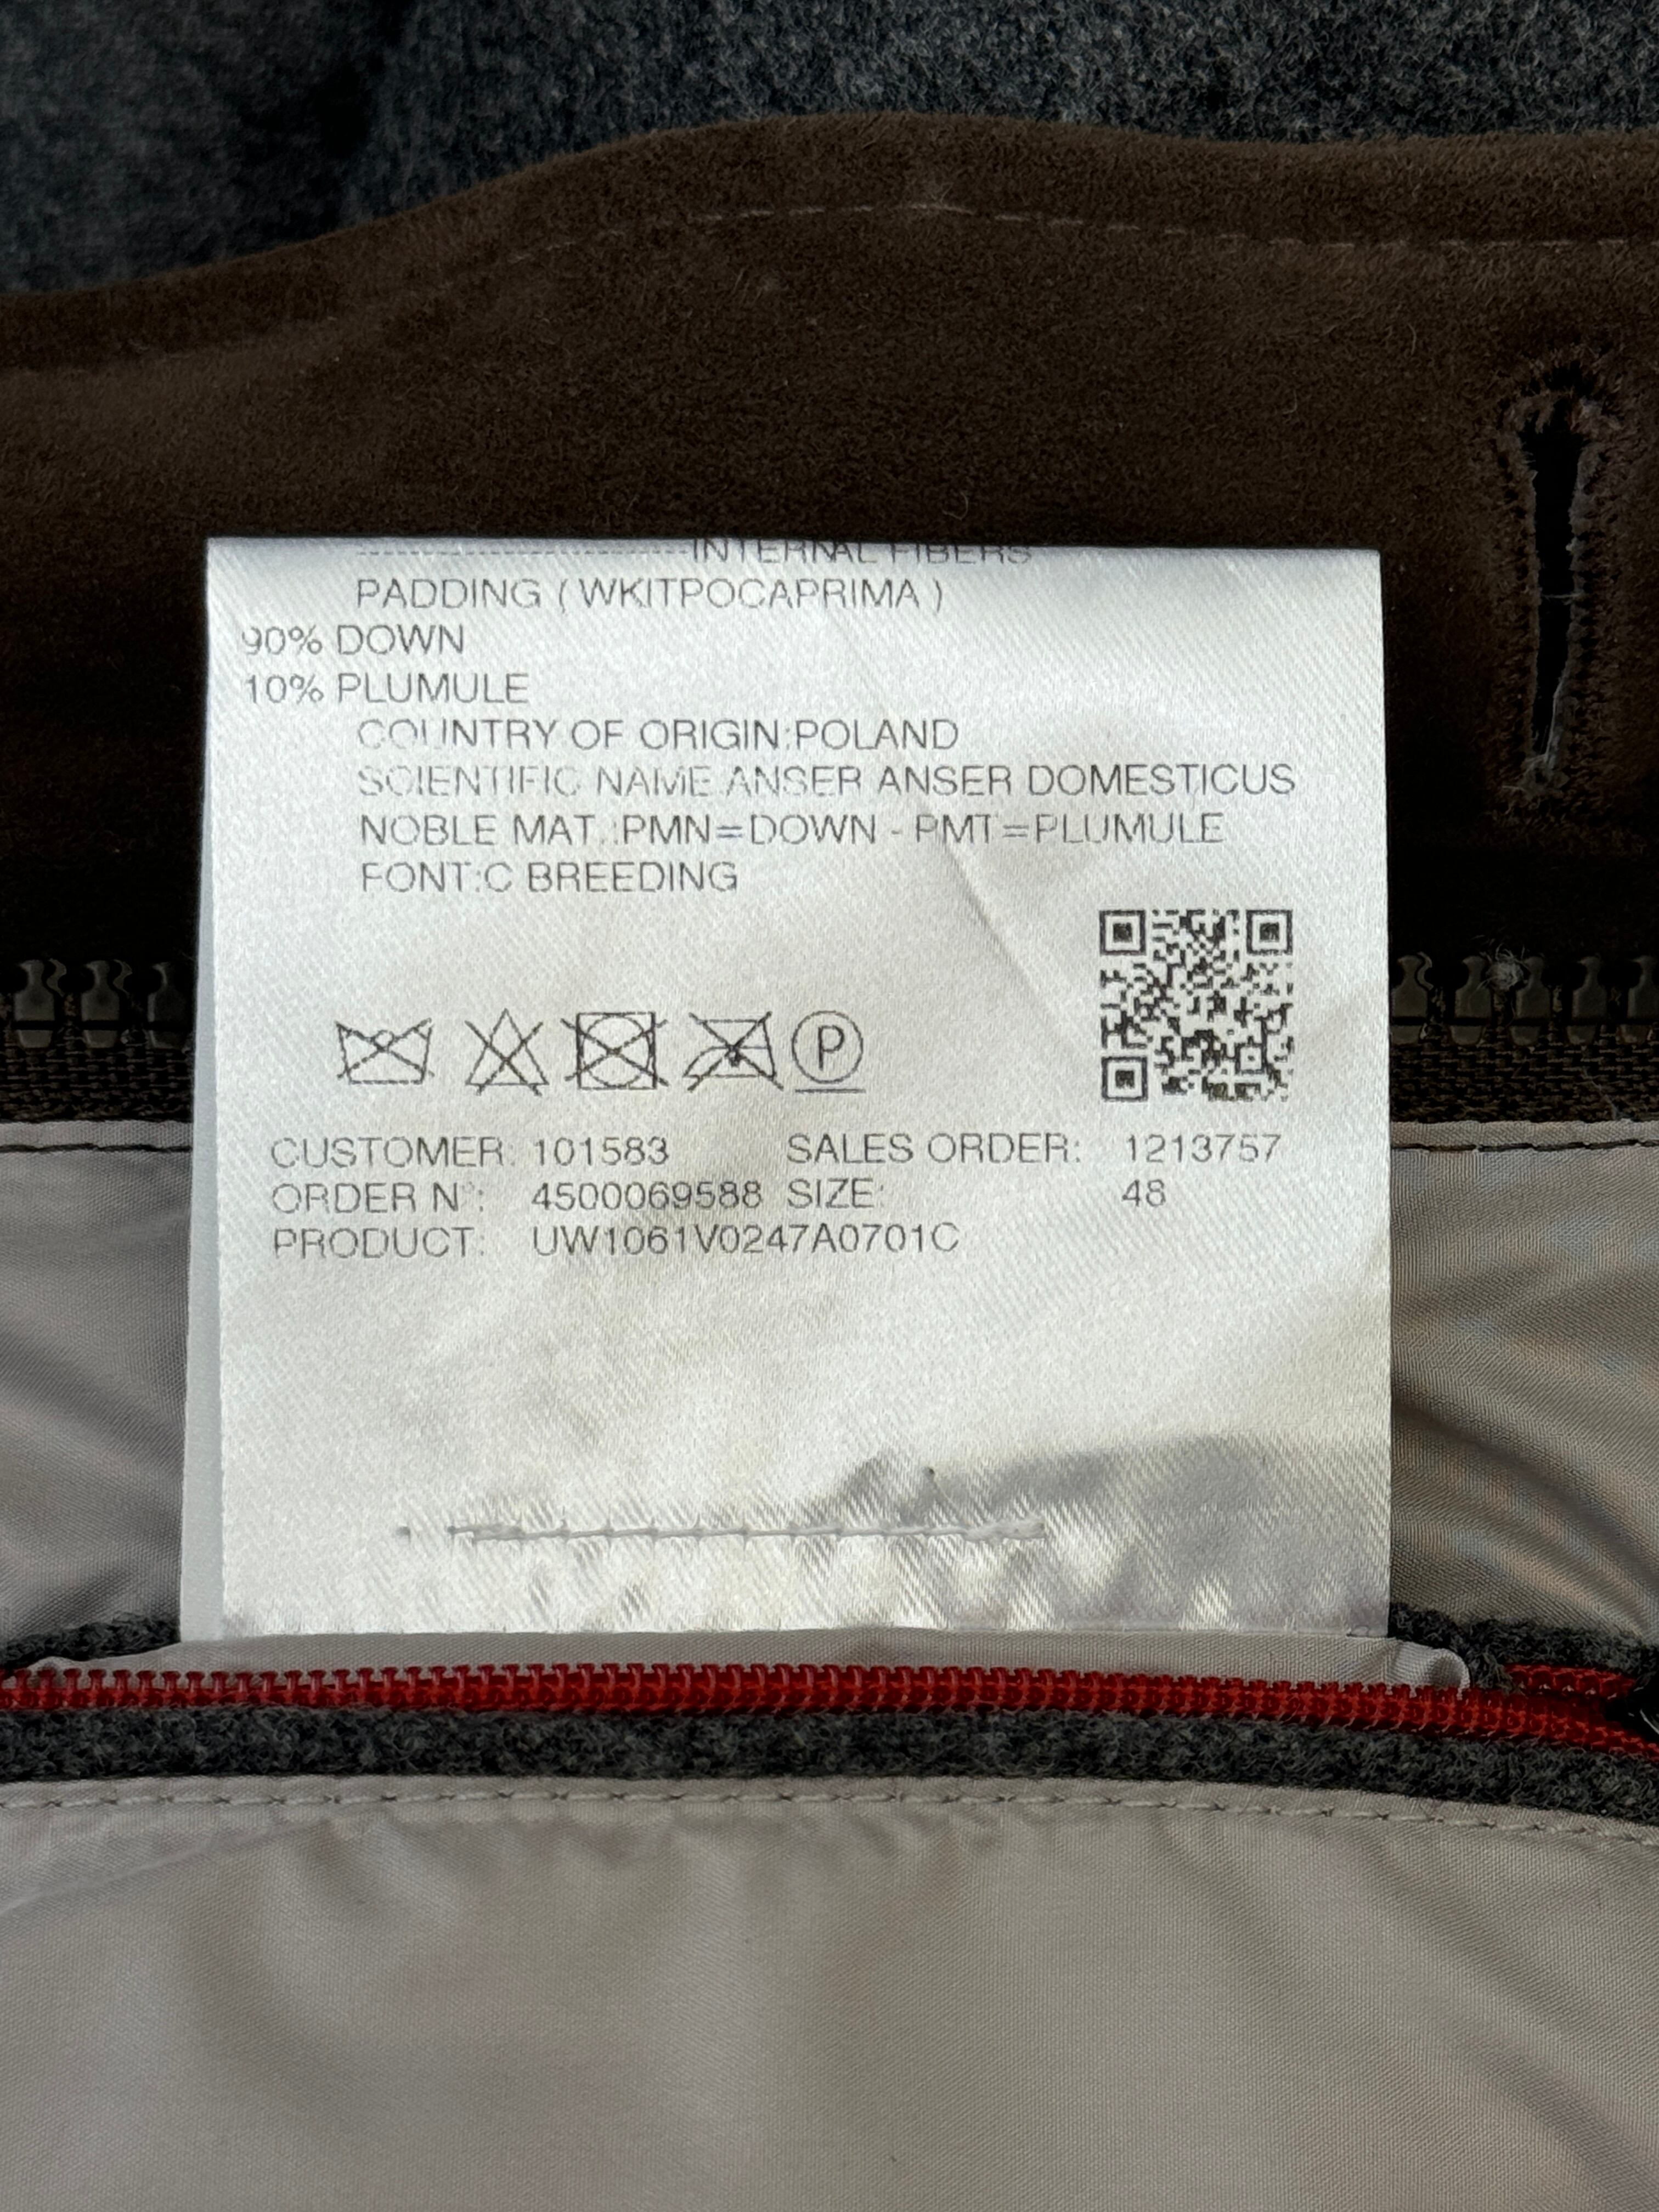 ------------------------INTERNAL FIBERS
PADDING ( WKITPOCAPRIMA )
90% DOWN
10% PLUMULE
COUNTRY OF ORIGIN:POLAND
SCIENTIFIC NAME ANSER ANSER DOMESTICUS
NOBLE MAT.:PMN=DOWN - PMT=PLUMULE
FONT:C BREEDING
P
CUSTOMER: 101583 SALES ORDER: 1213757
ORDER N°: 4500069588 SIZE: 48
PRODUCT: UW1061V0247A0701C